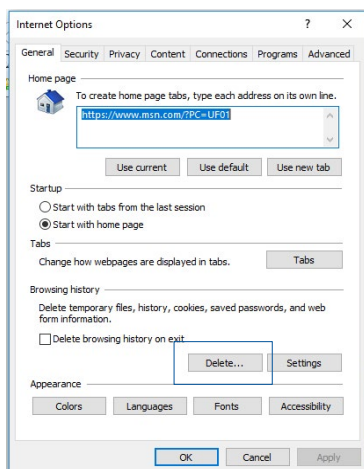 Internet Options
? X
General Security Privacy Content Connections Programs Advanced
Home page
To create home page tabs, type each address on its own line.
https://www.msn.com/?PC=UF01
Use current Use default Use new tab
Startup
Start with tabs from the last session
Start with home page
Tabs
Change how webpages are displayed in tabs. Tabs
Browsing history
Delete temporary files, history, cookies, saved passwords, and web
form information.
Delete browsing history on exit
Delete... Settings
Appearance
Colors Languages Fonts Accessibility
OK Cancel Apply